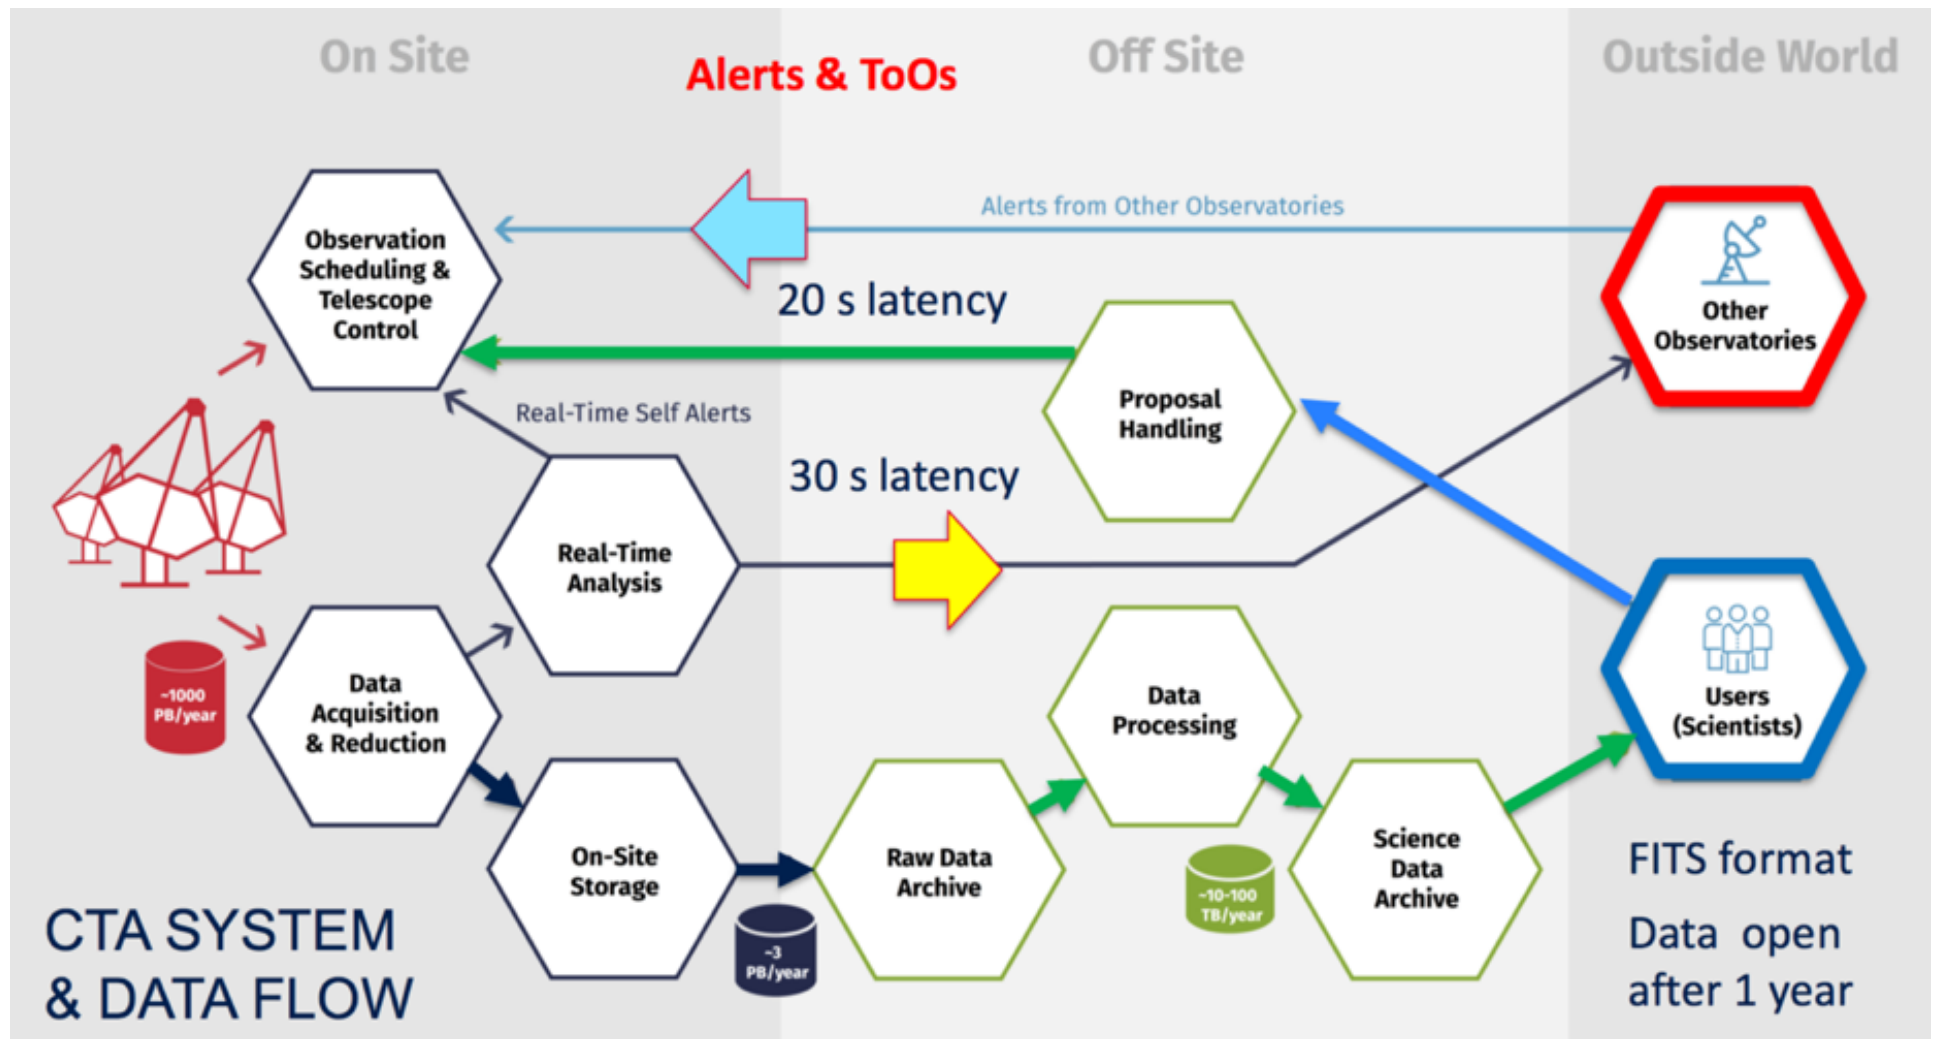 On Site
Off Site
Outside World
Alerts & ToOs
Alerts from Other Observatories
Observation
Scheduling &
Telescope
Control
20 s latency
Other
Observatories
Proposal
Handling
Real-Time Self Alerts
30 s latency
Real-Time
Analysis
Data
Acquisition
& Reduction
~1000
PB/year
Data
Processing
Users
(Scientists)
On-Site
Storage
Raw Data
Archive
Science
Data
Archive
~10-100
TB/year
~3
PB/year
FITS format
Data open
after 1 year
CTA SYSTEM
& DATA FLOW